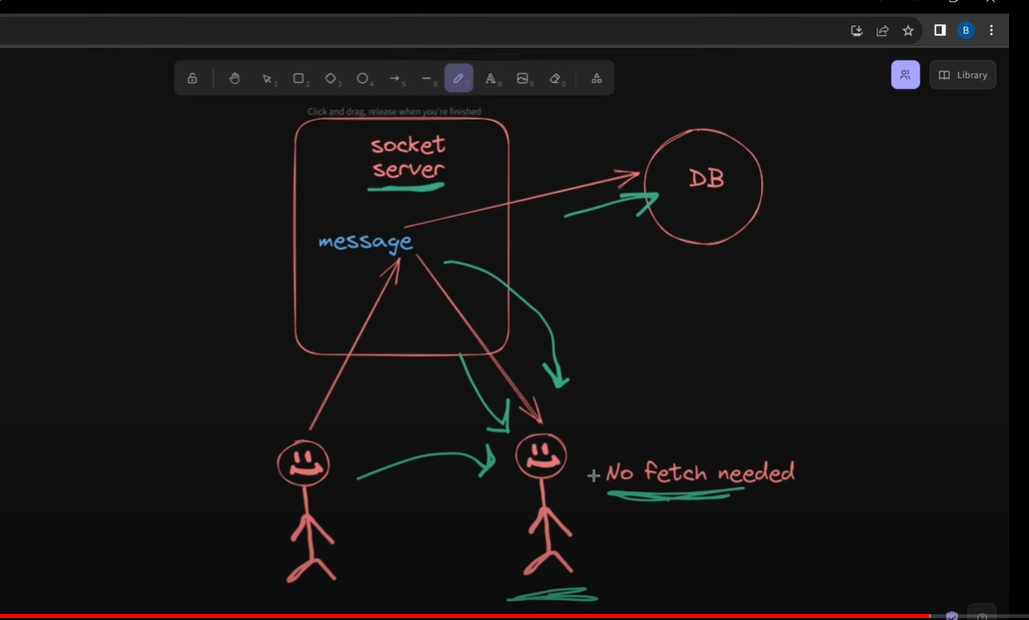 B
1
2
3
4
5
6
7
8
9
0
Library
Click and drag, release when you're finished
socket
server
DB
message
No fetch needed